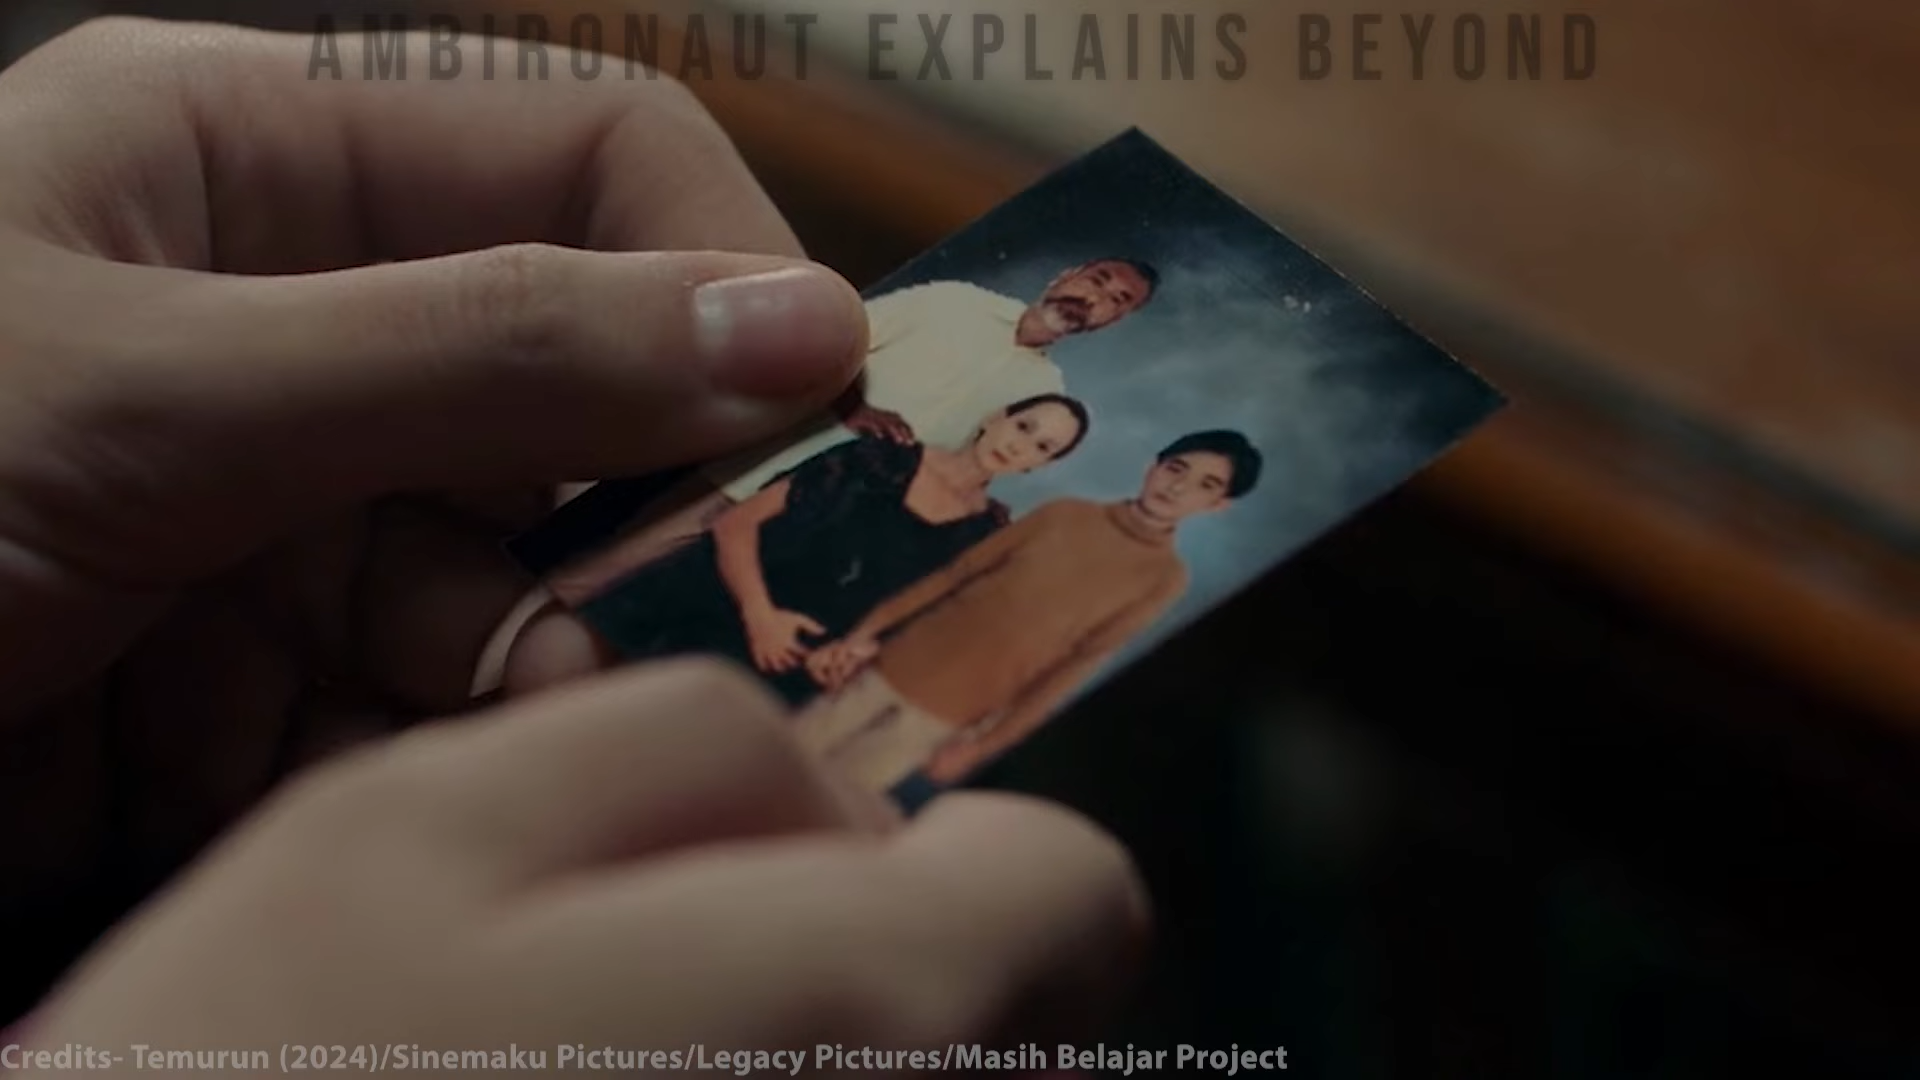 AMBIRONAUT EXPLAINS BEYOND
Credits- Temurun (2024)/Sinemaku Pictures/Legacy Pictures/Masih Belajar Project